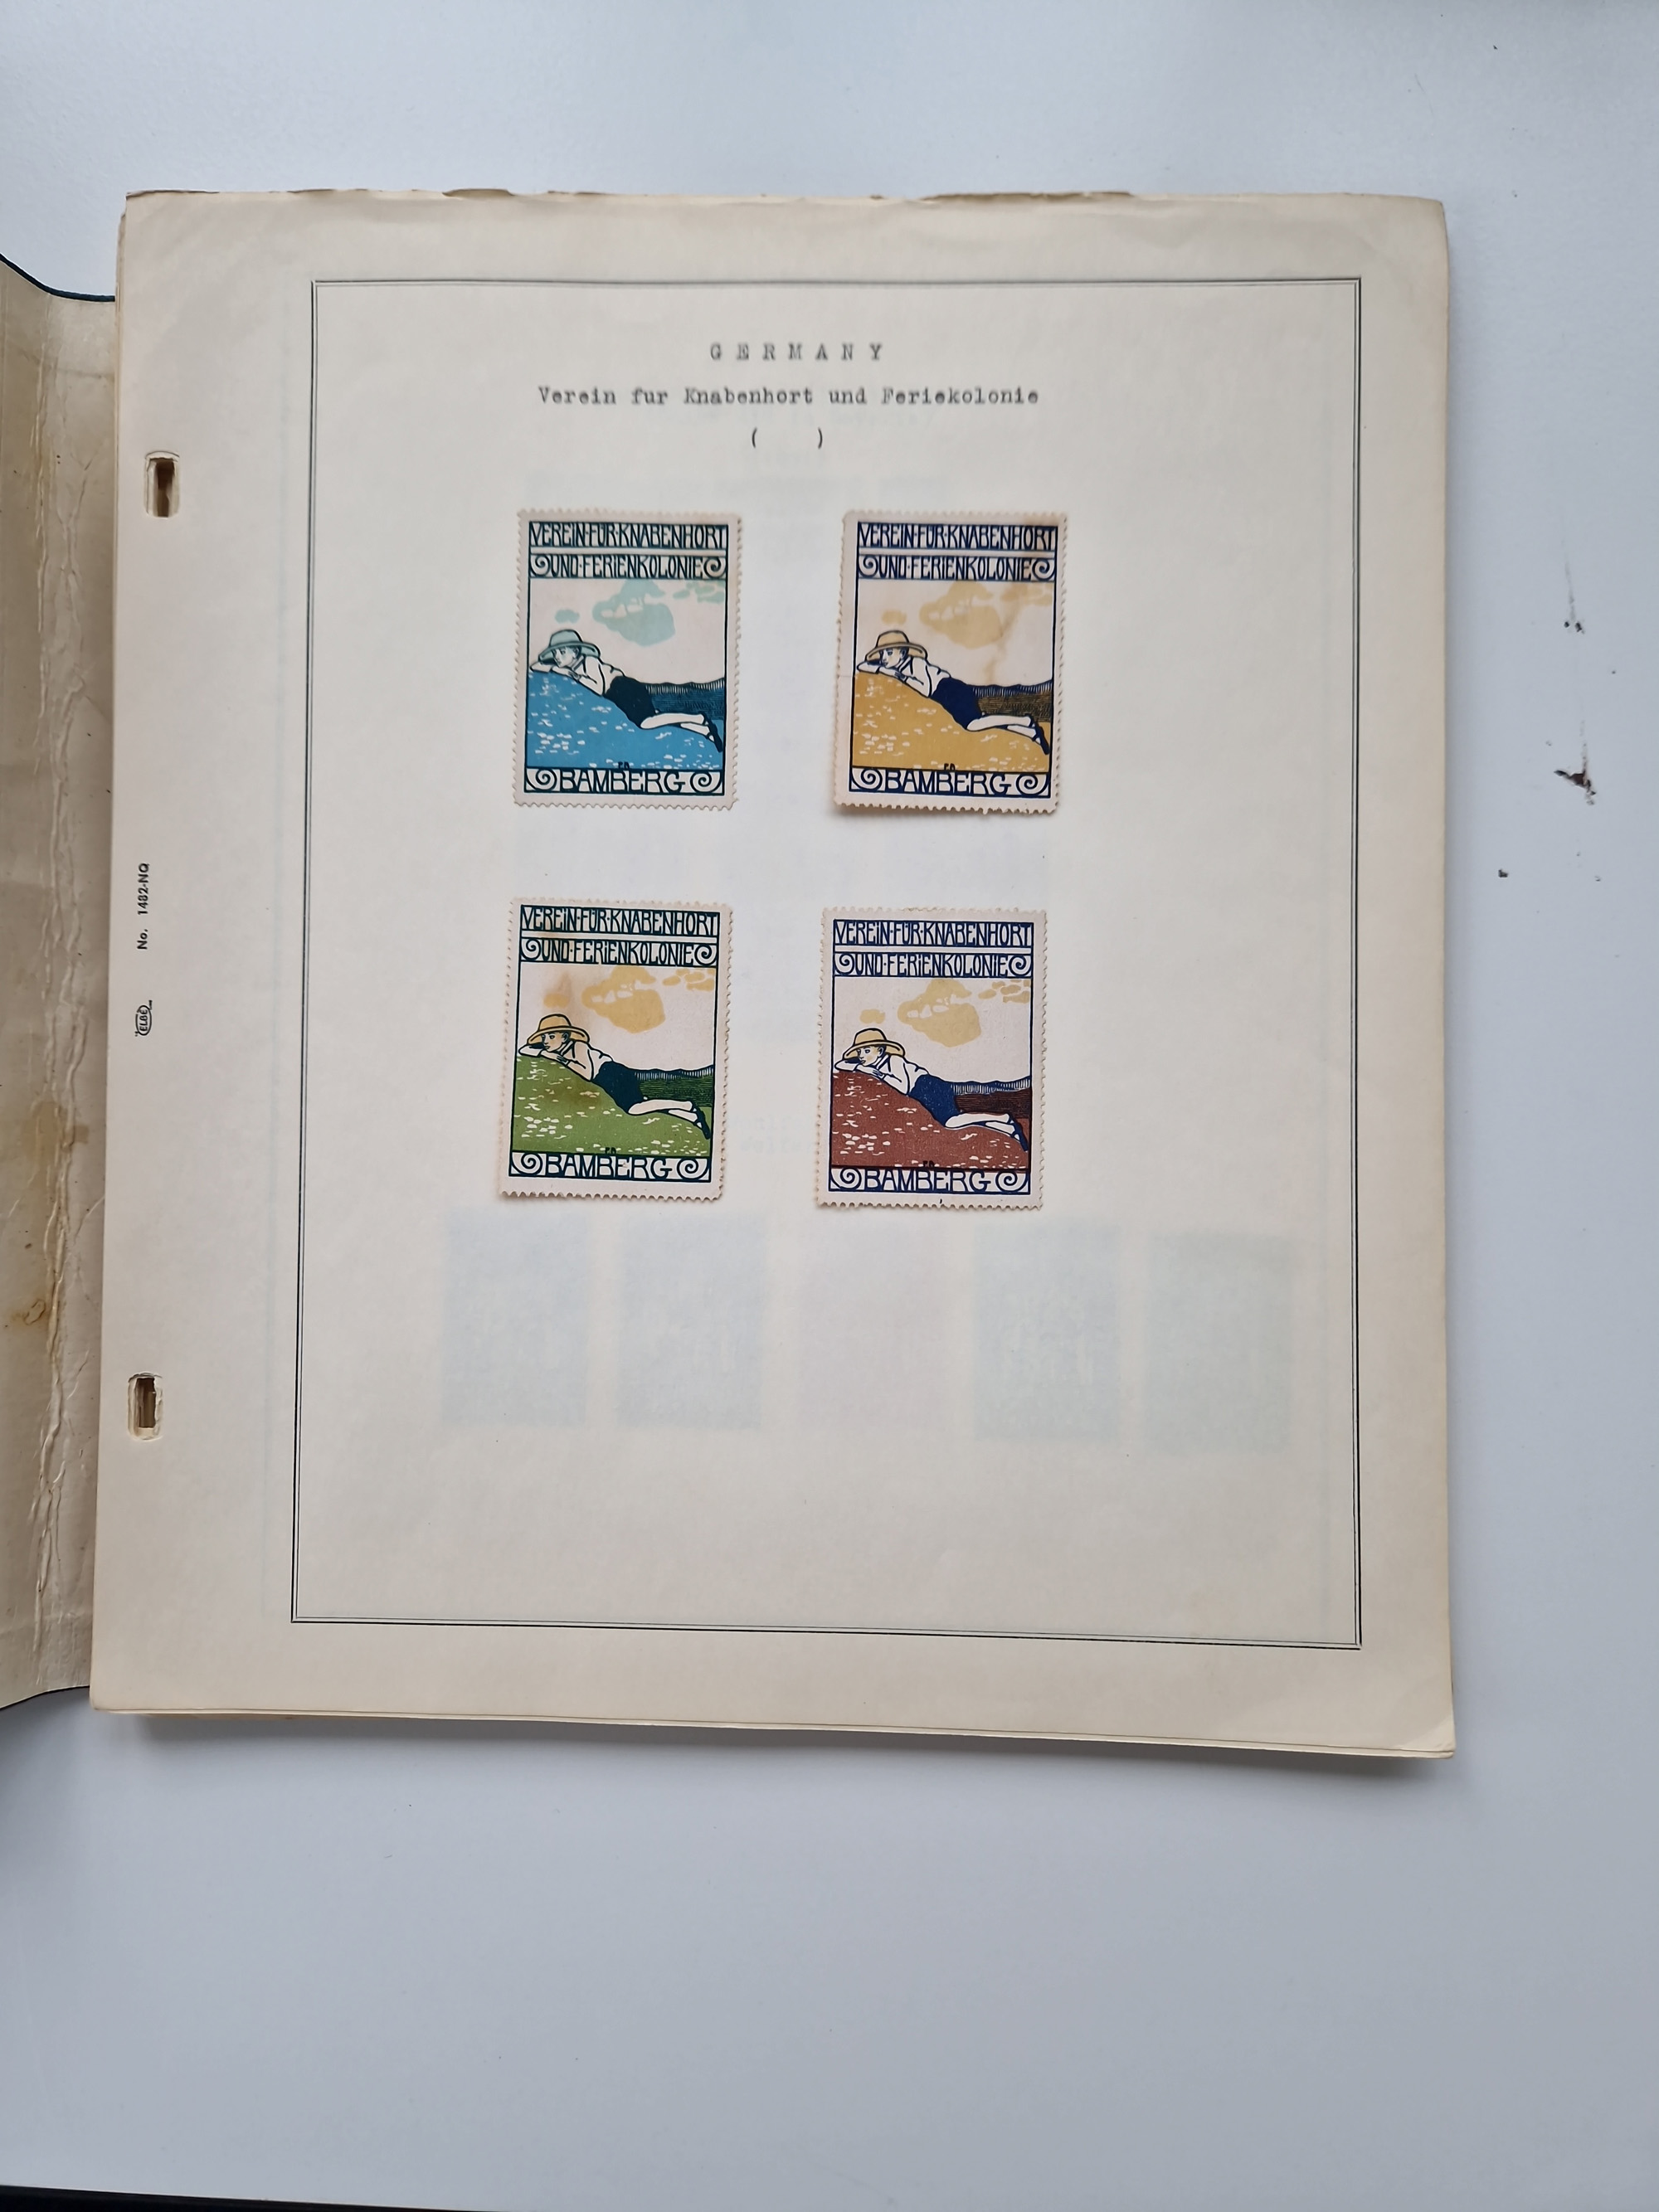 G E R M A N Y
Verein fur Knabenhort und Feriekolonie
( )
VEREIN·FÜR·KNABENHORT
UND·FERIENKOLONIE
BAMBERG
VEREIN·FÜR·KNABENHORT
UND·FERIENKOLONIE
BAMBERG
VEREIN·FÜR·KNABENHORT
UND·FERIENKOLONIE
BAMBERG
VEREIN·FÜR·KNABENHORT
UND·FERIENKOLONIE
BAMBERG
No. 1482-NQ
ELBE